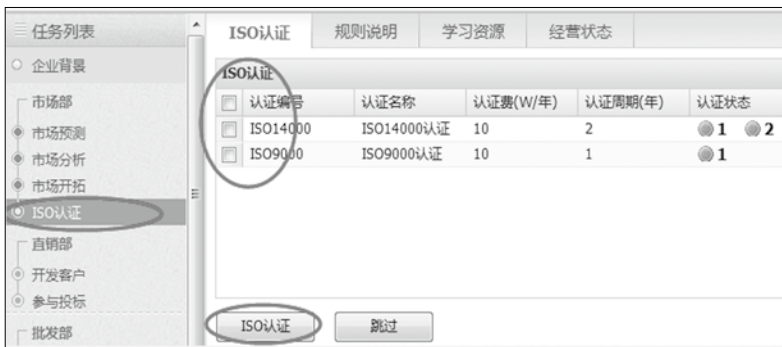 任务列表
企业背景
市场部
市场预测
市场分析
市场开拓
ISO认证
直销部
开发客户
参与投标
批发部
ISO认证 规则说明 学习资源 经营状态
ISO认证
认证编号 认证名称 认证费(W/年) 认证周期(年) 认证状态
ISO14000 ISO14000认证 10 2 1 2
ISO9000 ISO9000认证 10 1 1
ISO认证 跳过